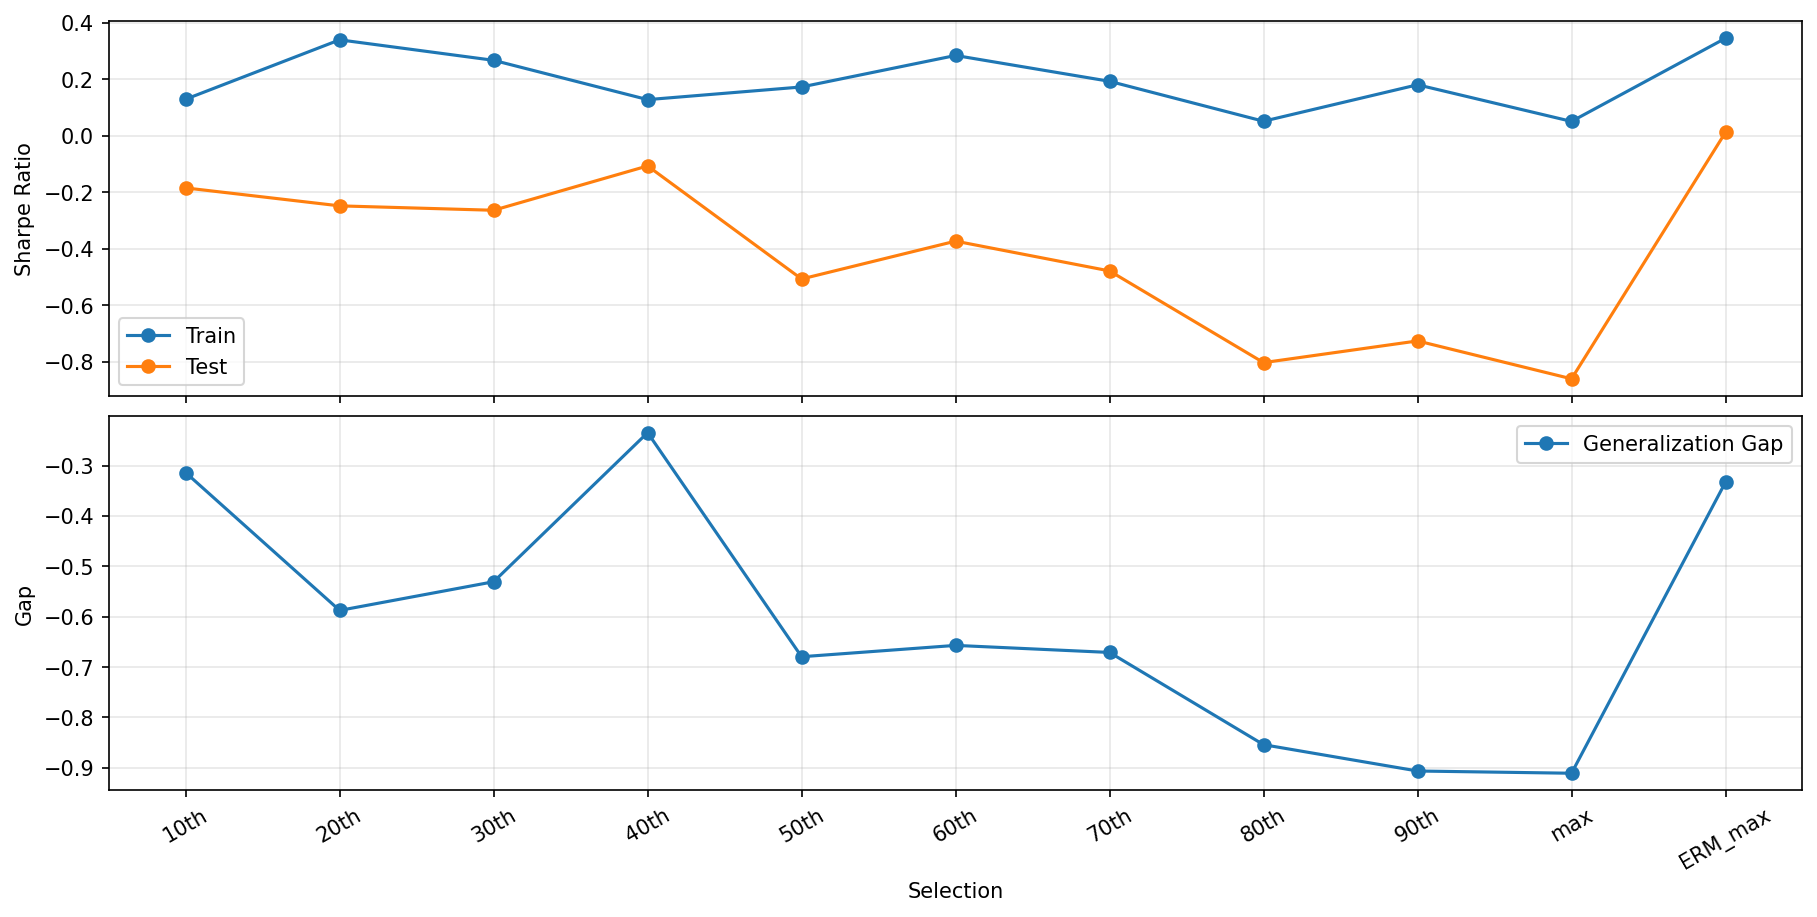 0.4
0.2
0.0
−0.2
−0.4
−0.6
−0.8
Sharpe Ratio
Train
Test
−0.3
−0.4
−0.5
−0.6
−0.7
−0.8
−0.9
Gap
Generalization Gap
10th
20th
30th
40th
50th
60th
70th
80th
90th
max
ERM_max
Selection